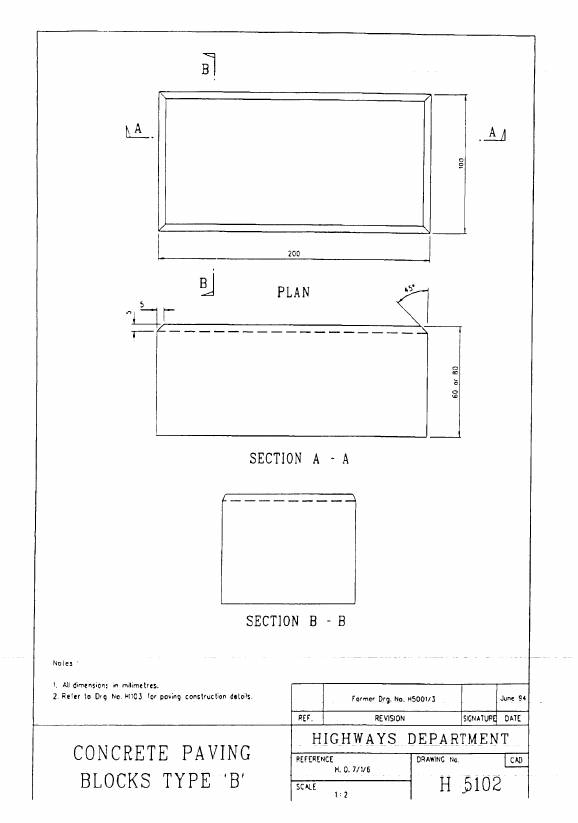 B
A
A
100
200
B
PLAN
45°
5
5
60 or 80
SECTION A - A
SECTION B - B
Notes :
1. All dimensions in millimetres.
2. Refer to Drg. No. H1103 for paving construction details.
Former Drg. No. H5001/3
June 94
REF.
REVISION
SIGNATURE
DATE
HIGHWAYS DEPARTMENT
CONCRETE PAVING
BLOCKS TYPE 'B'
REFERENCE
H. O. 7/1/6
DRAWING No.
CAD
SCALE
1 : 2
H 5102